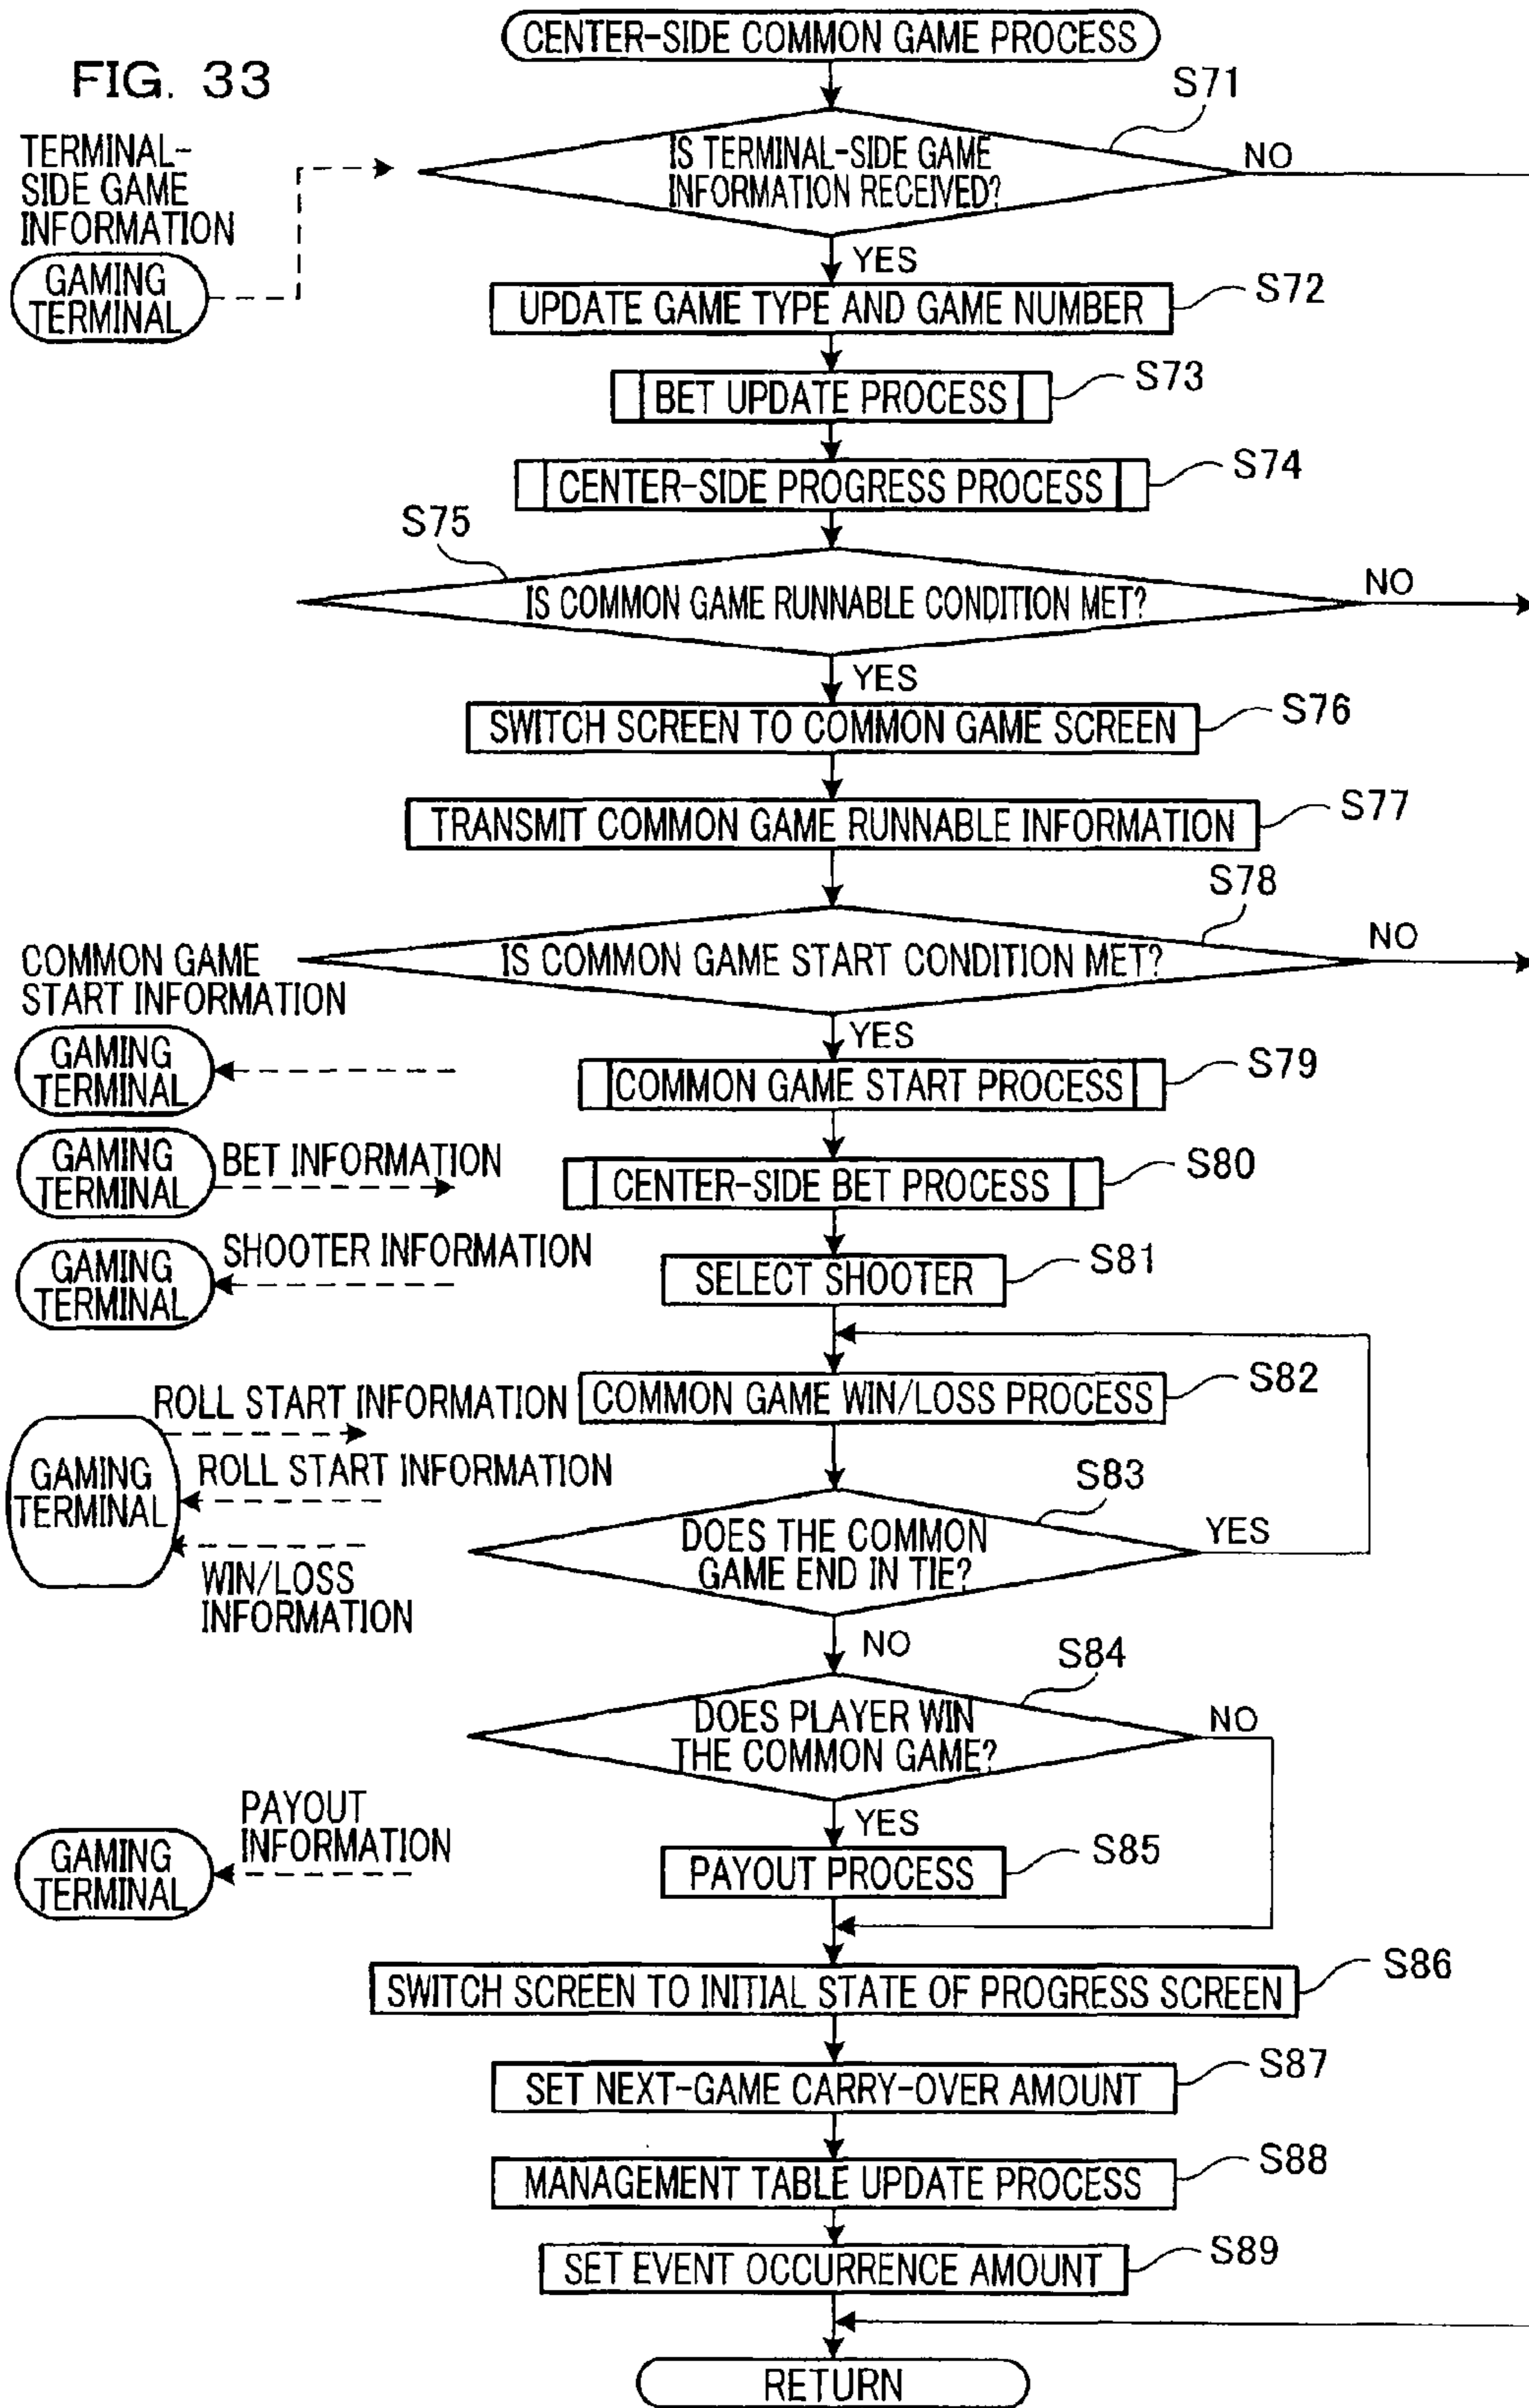 FIG. 33
CENTER-SIDE COMMON GAME PROCESS
S71
TERMINAL-
SIDE GAME
INFORMATION
IS TERMINAL-SIDE GAME
INFORMATION RECEIVED?
NO
GAMING
TERMINAL
YES
UPDATE GAME TYPE AND GAME NUMBER
S72
BET UPDATE PROCESS
S73
CENTER-SIDE PROGRESS PROCESS
S74
S75
IS COMMON GAME RUNNABLE CONDITION MET?
NO
YES
SWITCH SCREEN TO COMMON GAME SCREEN
S76
TRANSMIT COMMON GAME RUNNABLE INFORMATION
S77
S78
COMMON GAME
START INFORMATION
IS COMMON GAME START CONDITION MET?
NO
YES
GAMING
TERMINAL
COMMON GAME START PROCESS
S79
GAMING
TERMINAL
BET INFORMATION
CENTER-SIDE BET PROCESS
S80
GAMING
TERMINAL
SHOOTER INFORMATION
SELECT SHOOTER
S81
ROLL START INFORMATION
COMMON GAME WIN/LOSS PROCESS
S82
GAMING
TERMINAL
ROLL START INFORMATION
S83
WIN/LOSS
INFORMATION
DOES THE COMMON
GAME END IN TIE?
YES
NO
S84
DOES PLAYER WIN
THE COMMON GAME?
NO
YES
PAYOUT
INFORMATION
GAMING
TERMINAL
PAYOUT PROCESS
S85
SWITCH SCREEN TO INITIAL STATE OF PROGRESS SCREEN
S86
SET NEXT-GAME CARRY-OVER AMOUNT
S87
MANAGEMENT TABLE UPDATE PROCESS
S88
SET EVENT OCCURRENCE AMOUNT
S89
RETURN